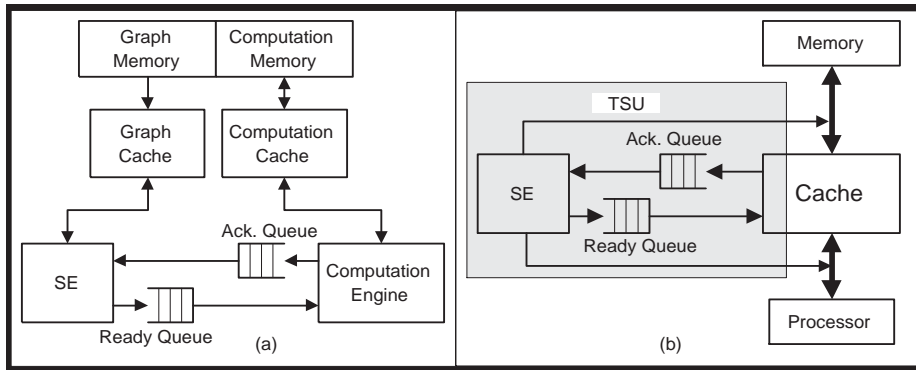 Graph
Memory
Computation
Memory
Graph
Cache
Computation
Cache
Ack. Queue
SE
Computation
Engine
Ready Queue
(a)
Memory
TSU
Ack. Queue
SE
Cache
Ready Queue
Processor
(b)